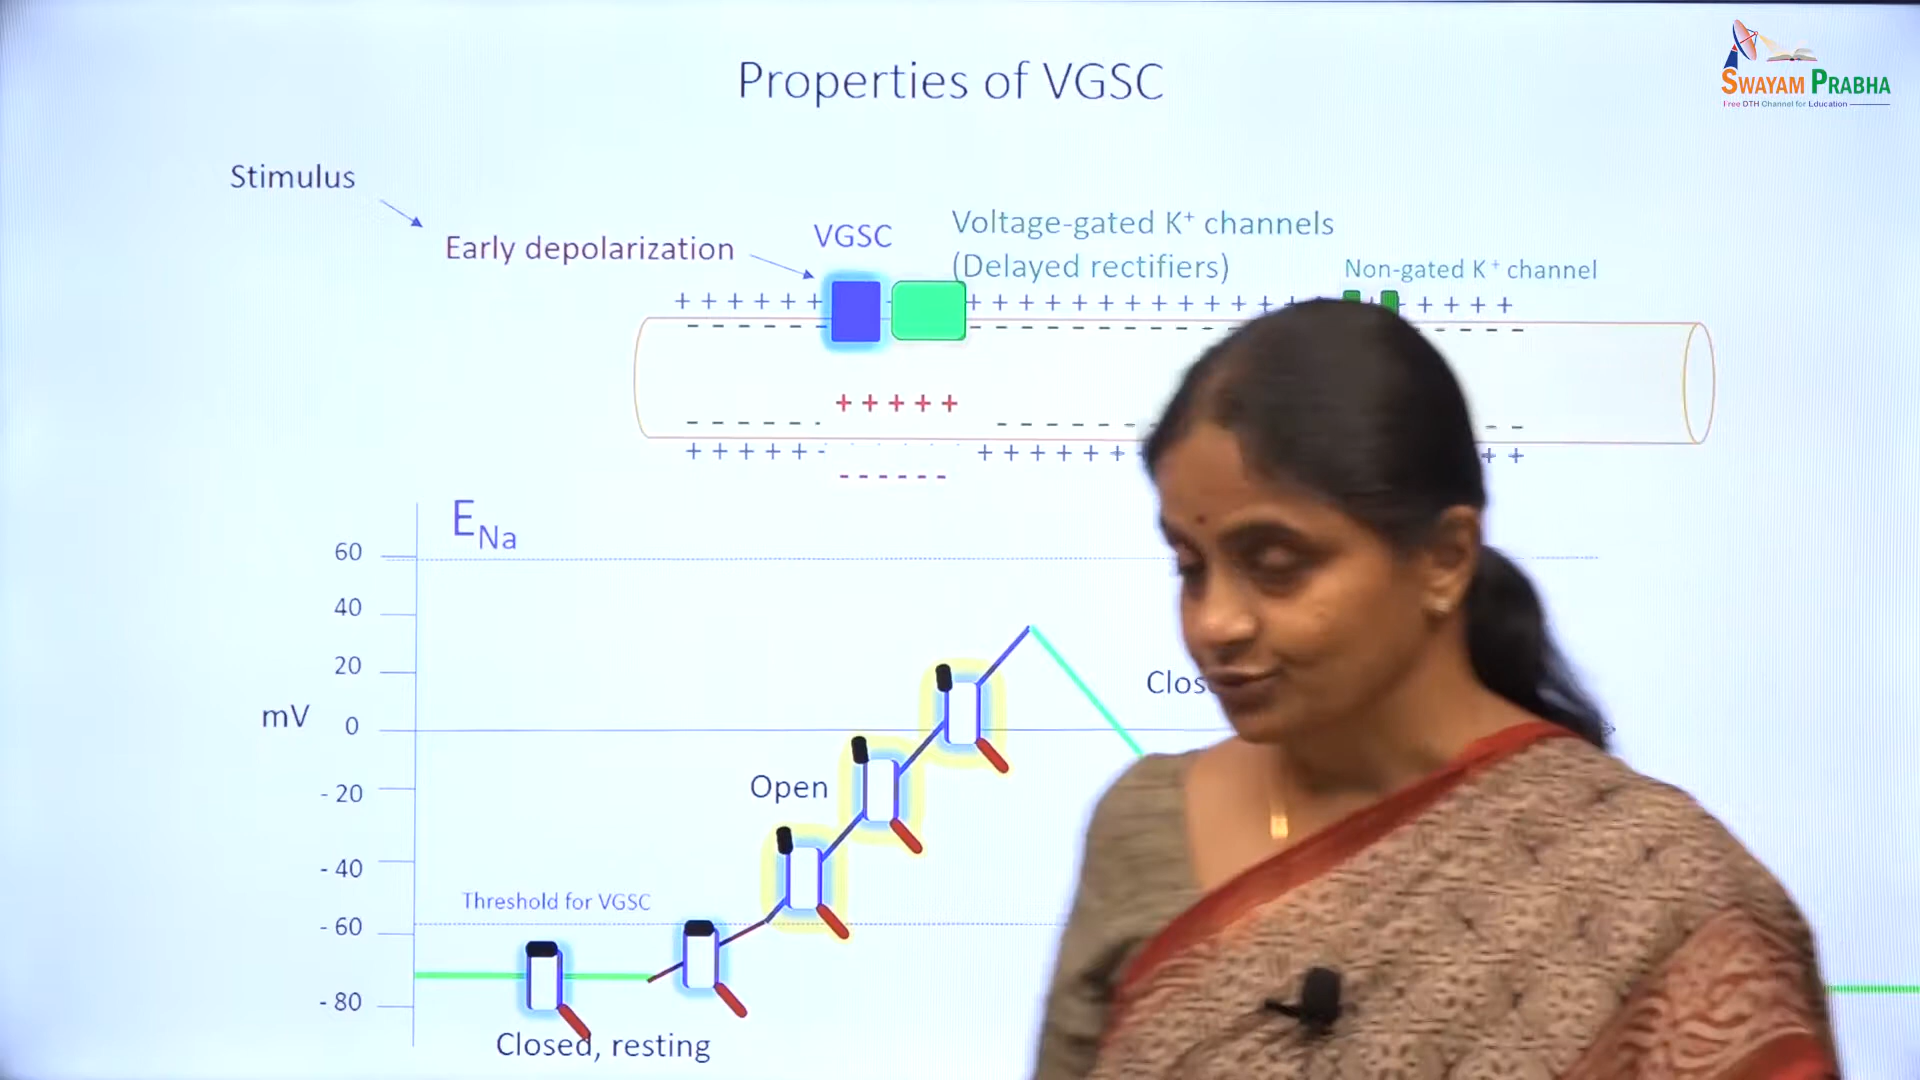 Properties of VGSC
SWAYAM PRABHA
Free DTH Channel for Education
Stimulus
Early depolarization
VGSC
Voltage-gated K⁺ channels
(Delayed rectifiers)
Non-gated K⁺ channel
+ + + + + +
+ + + + + + + + + + + +
+ + + +
- - - - - -
+ + + + +
- - - - - -
+ + + + + -
+ + + + + +
+ +
- - - - - -
E Na
60
40
20
mV
0
- 20
- 40
- 60
- 80
Clos
Open
Threshold for VGSC
Closed, resting